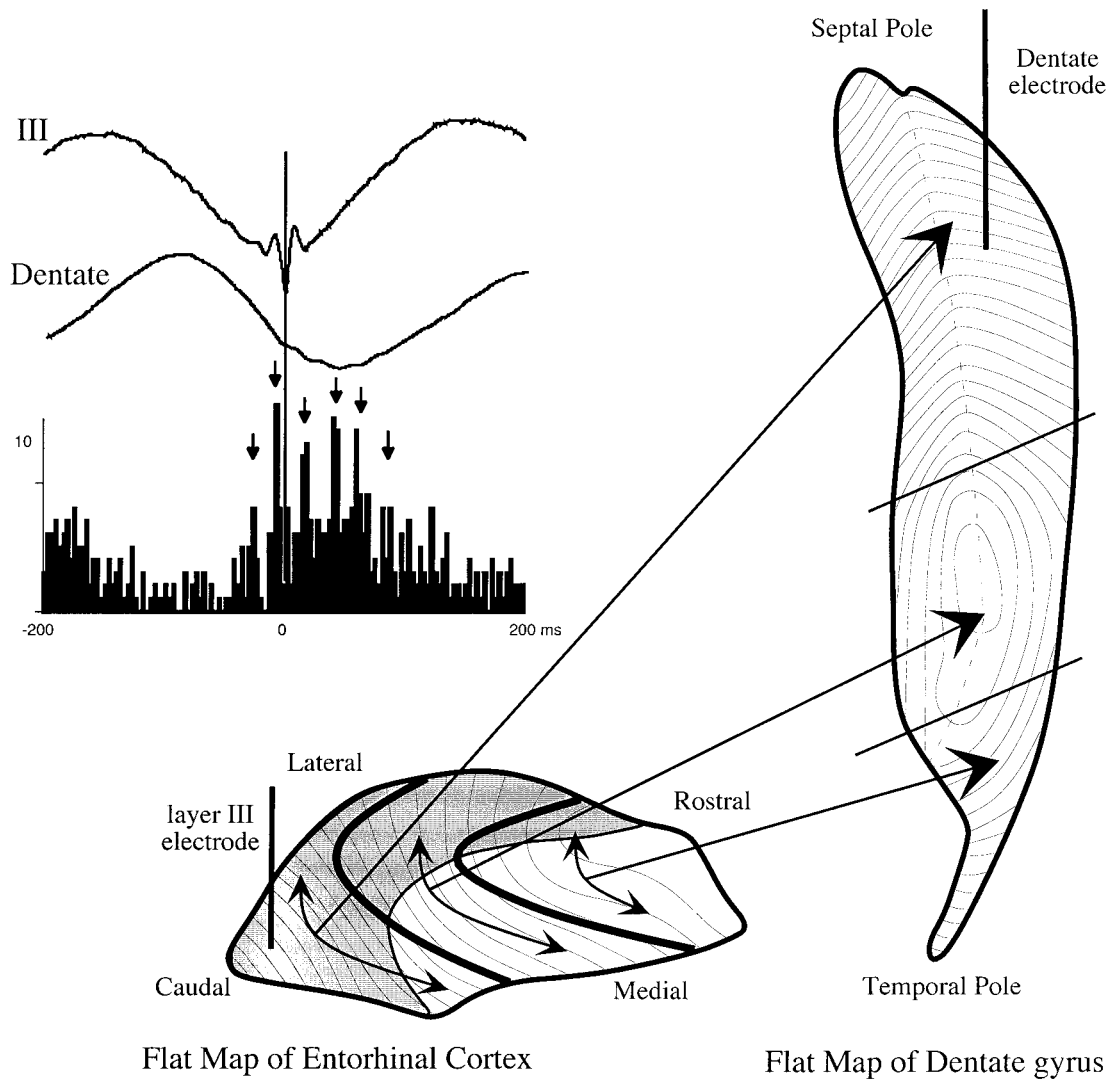 Septal Pole
Dentate
electrode
III
Dentate
10
-200
0
200 ms
Lateral
layer III
electrode
Rostral
Caudal
Medial
Temporal Pole
Flat Map of Entorhinal Cortex
Flat Map of Dentate gyrus